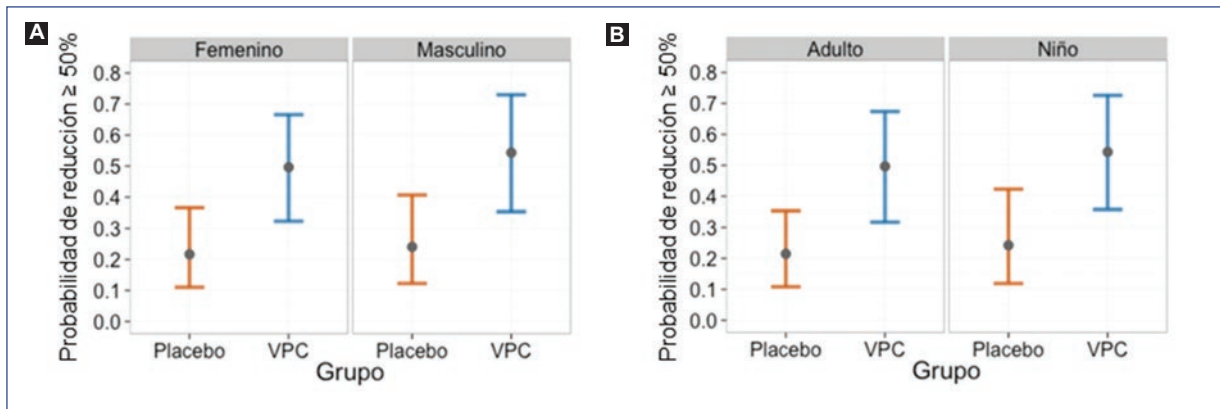 A
Femenino
Masculino
Probabilidad de reducción ≥ 50%
0.8
0.7
0.6
0.5
0.4
0.3
0.2
0.1
0.0
Placebo
VPC
Placebo
VPC
Grupo
B
Adulto
Niño
Probabilidad de reducción ≥ 50%
0.8
0.7
0.6
0.5
0.4
0.3
0.2
0.1
0.0
Placebo
VPC
Placebo
VPC
Grupo